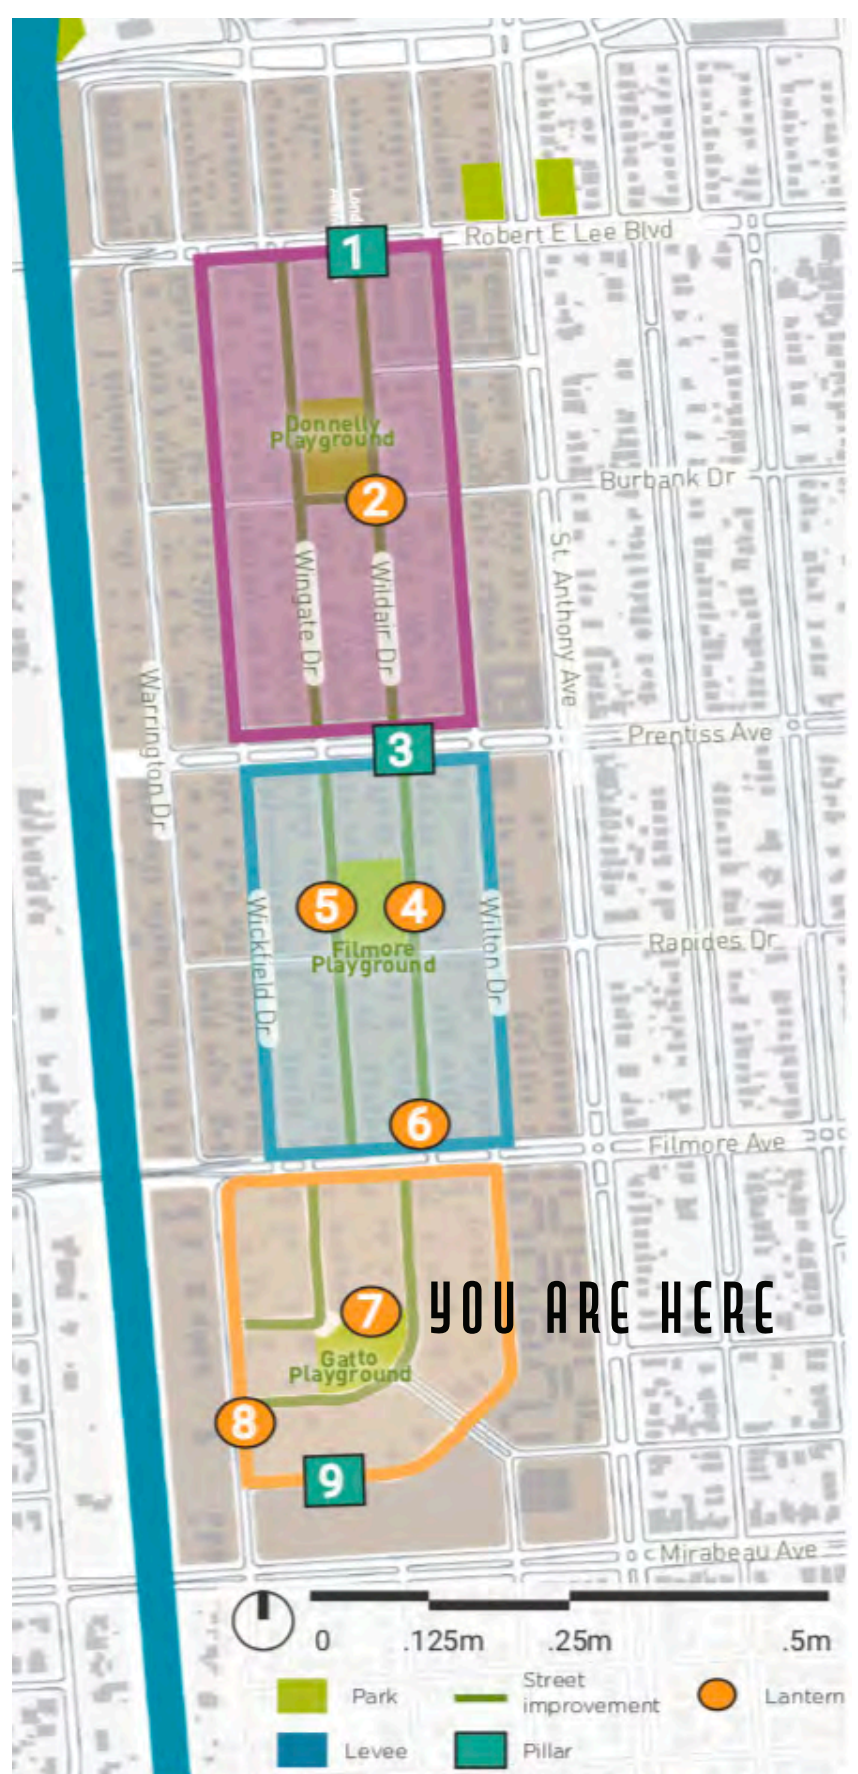 Robert E Lee Blvd
1
Donnelly
Playground
Burbank Dr
2
Wingate Dr
Wildair Dr
St. Anthony Ave
Warrington Dr
Prentiss Ave
3
5
4
Wickfield Dr
Wilton Dr
Filmore
Playground
Rapides Dr
6
Filmore Ave
7
YOU ARE HERE
Gatto
Playground
8
9
Mirabeau Ave
0 .125m .25m .5m
Park
Street
improvement
Lantern
Levee
Pillar